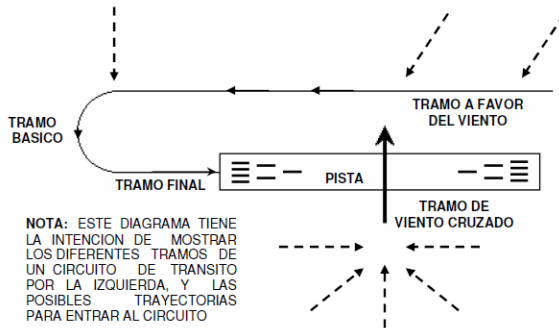 TRAMO A FAVOR
DEL VIENTO
TRAMO
BASICO
TRAMO FINAL
PISTA
TRAMO DE
VIENTO CRUZADO
NOTA: ESTE DIAGRAMA TIENE
LA INTENCION DE MOSTRAR
LOS DIFERENTES TRAMOS DE
UN CIRCUITO DE TRANSITO
POR LA IZQUIERDA, Y LAS
POSIBLES TRAYECTORIAS
PARA ENTRAR AL CIRCUITO